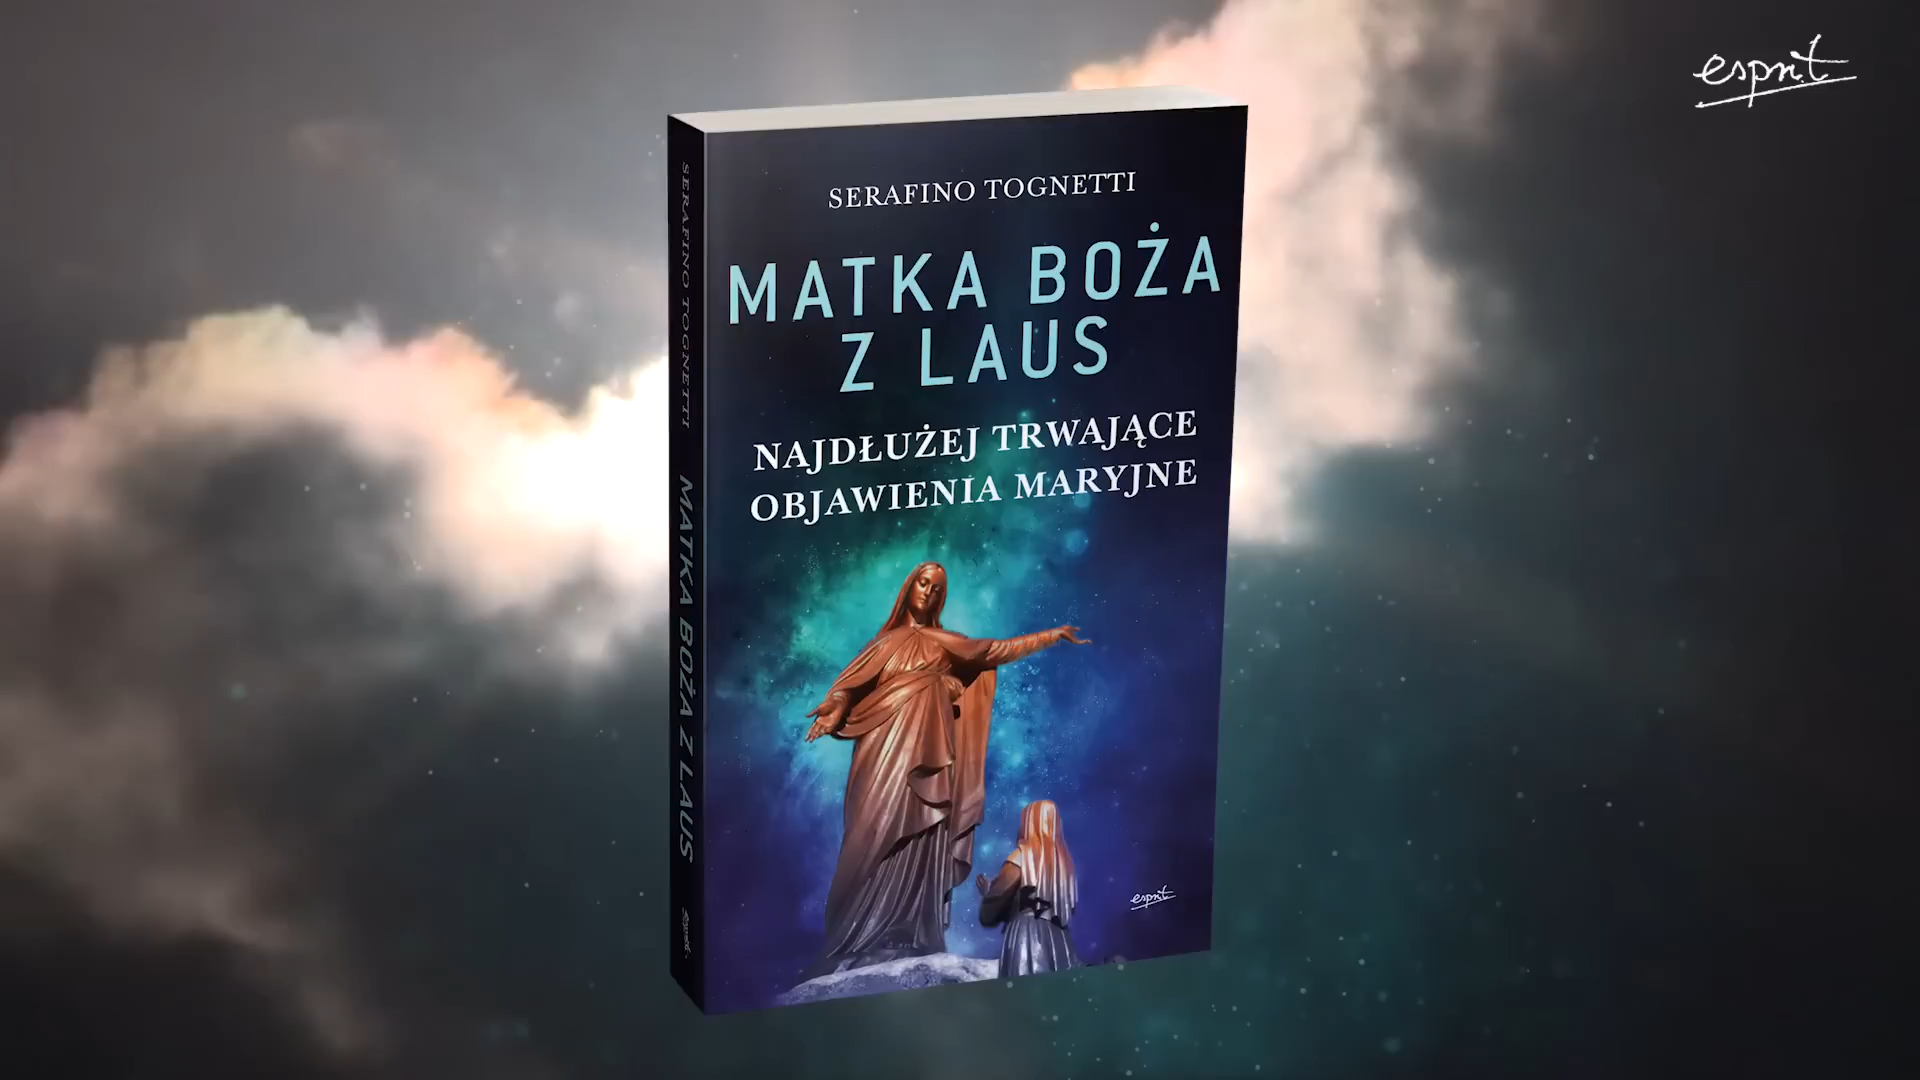 esprit
SERAFINO TOGNETTI
MATKA BOŻA
Z LAUS
NAJDŁUŻEJ TRWAJĄCE
OBJAWIENIA MARYJNE
esprit
SERAFINO TOGNETTI MATKA BOŻA Z LAUS esprit